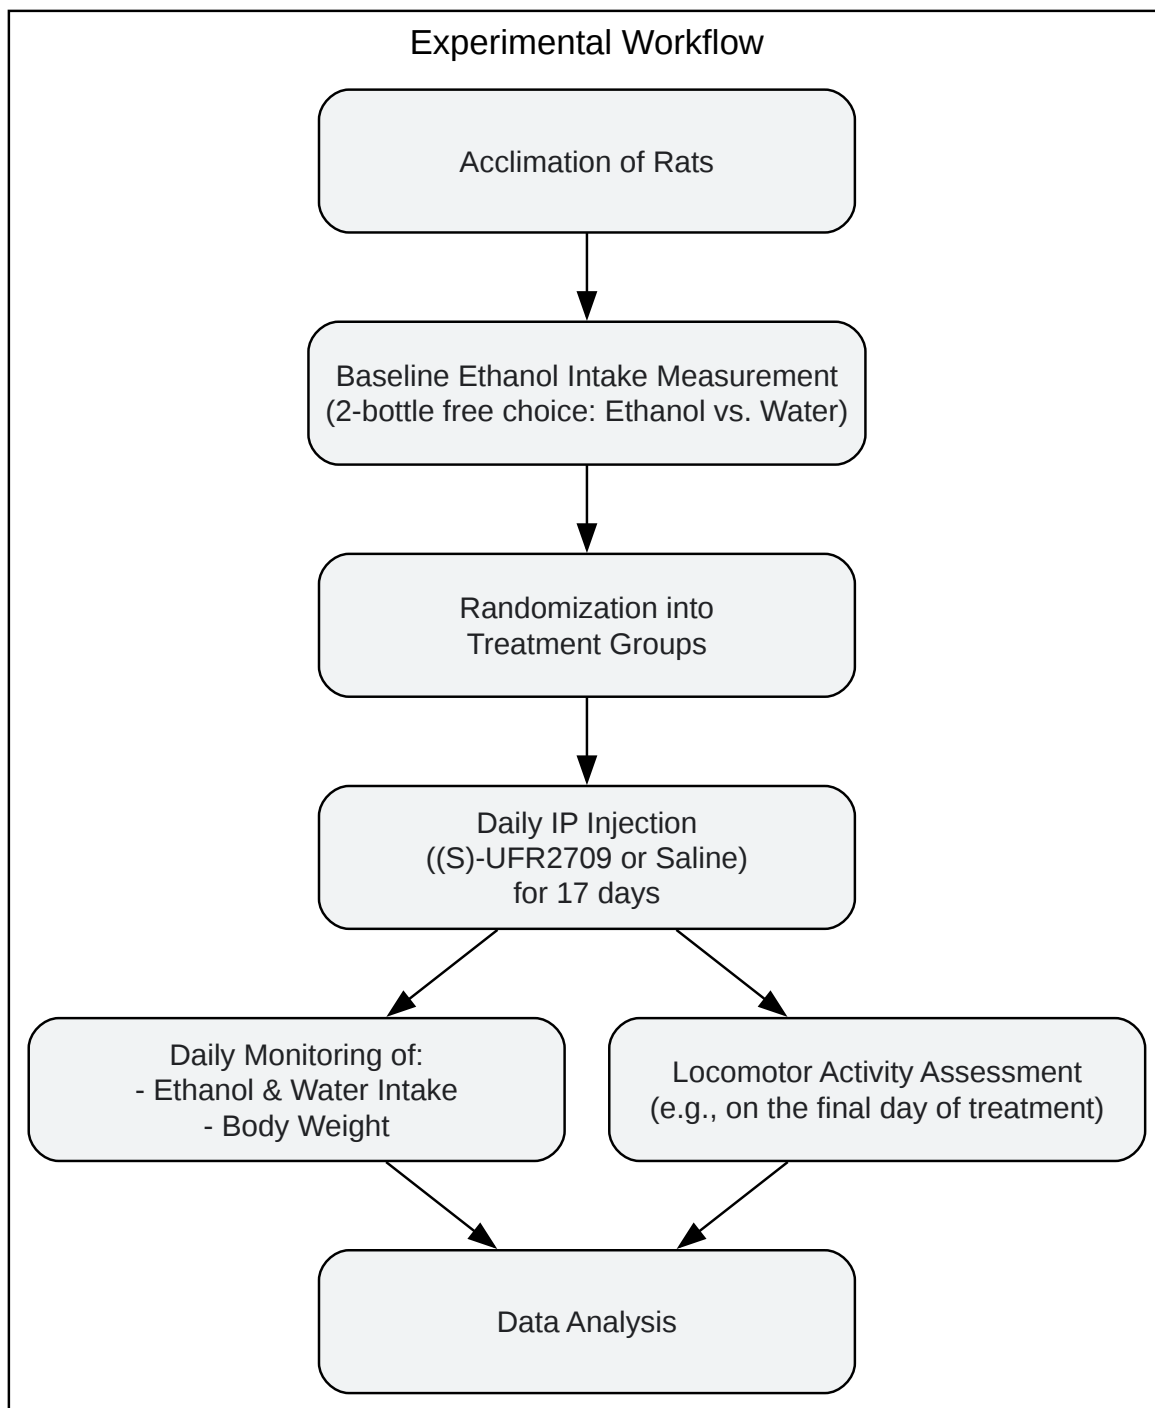 Experimental Workflow
Acclimation of Rats
Baseline Ethanol Intake Measurement
(2-bottle free choice: Ethanol vs. Water)
Randomization into
Treatment Groups
Daily IP Injection
((S)-UFR2709 or Saline)
for 17 days
Daily Monitoring of:
- Ethanol & Water Intake
- Body Weight
Locomotor Activity Assessment
(e.g., on the final day of treatment)
Data Analysis